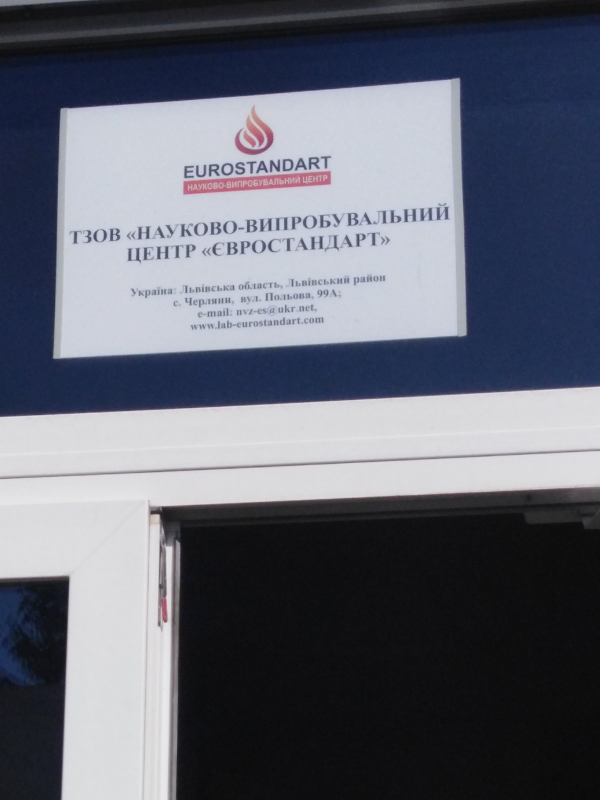 EUROSTANDART
НАУКОВО-ВИПРОБУВАЛЬНИЙ ЦЕНТР
ТЗОВ «НАУКОВО-ВИПРОБУВАЛЬНИЙ
ЦЕНТР «ЄВРОСТАНДАРТ»
Україна: Львівська область, Львівський район
с. Черляни, вул. Польова, 99А;
e-mail: nvz-es@ukr.net,
www.lab-eurostandart.com